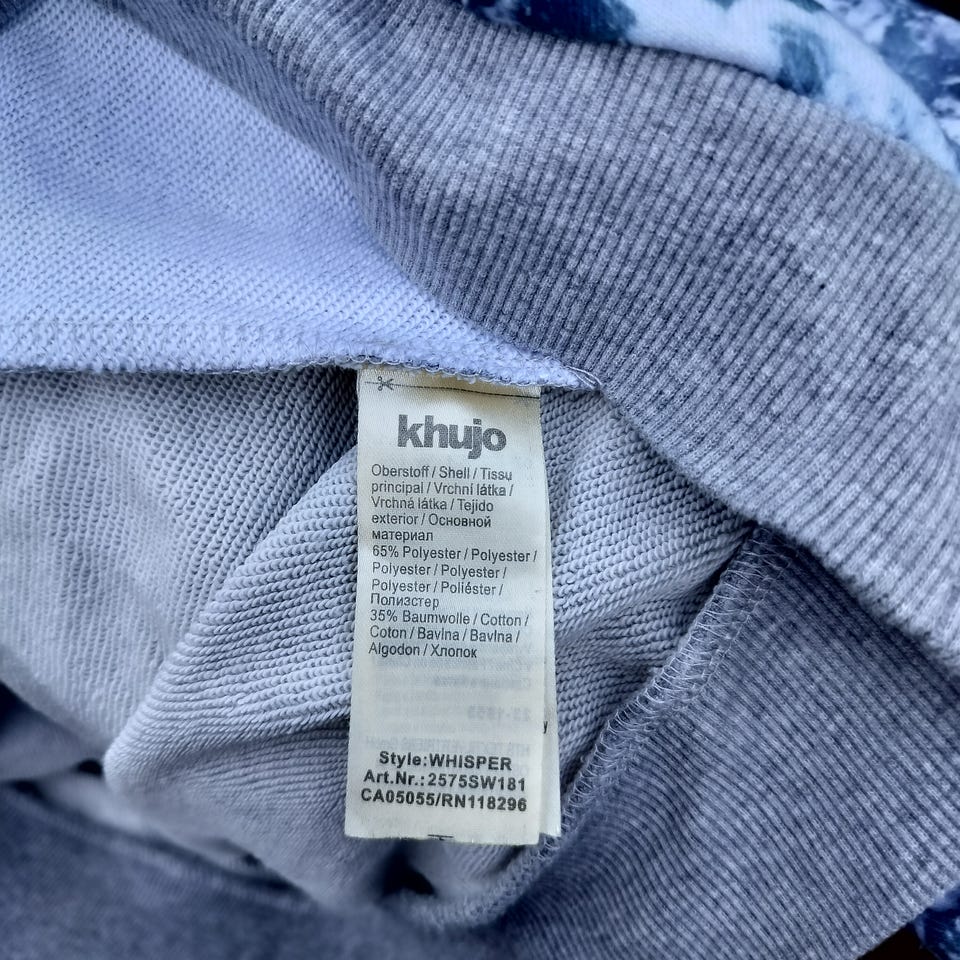 khujo
Oberstoff / Shell / Tissu
principal / Vrchní látka /
Vrchná látka / Tejido
exterior / Основной
материал
65% Polyester / Polyester /
Polyester / Polyester /
Polyester / Poliéster /
Полиэстер
35% Baumwolle / Cotton /
Coton / Bavlna / Bavlna /
Algodon / Хлопок
Style:WHISPER
Art.Nr.:2575SW181
CA05055/RN118296